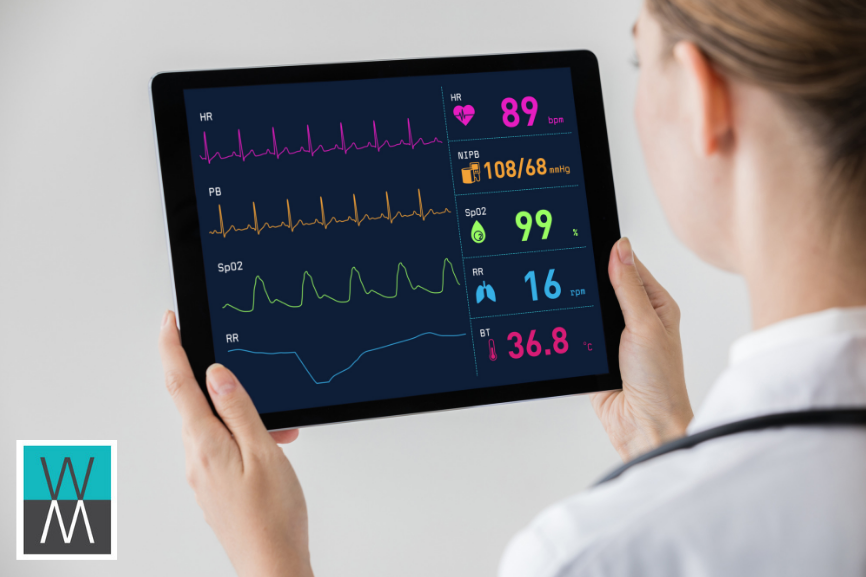 HR
PB
SpO2
RR
HR
89 bpm
NIPB
108/68 mmHg
SpO2
99 %
RR
16 rpm
BT
36.8 °C
W
M